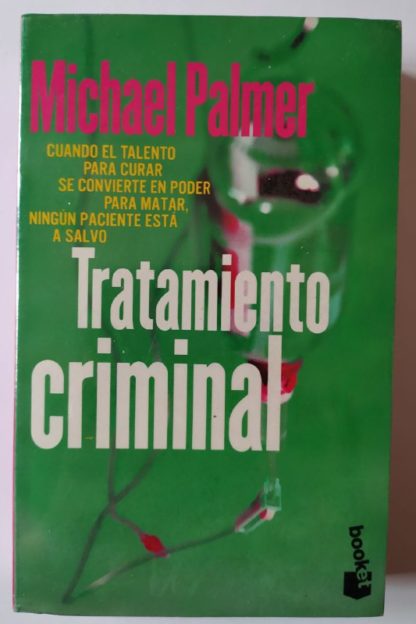 Michael Palmer
CUANDO EL TALENTO
PARA CURAR
SE CONVIERTE EN PODER
PARA MATAR,
NINGÚN PACIENTE ESTÁ
A SALVO
Tratamiento
criminal
booket